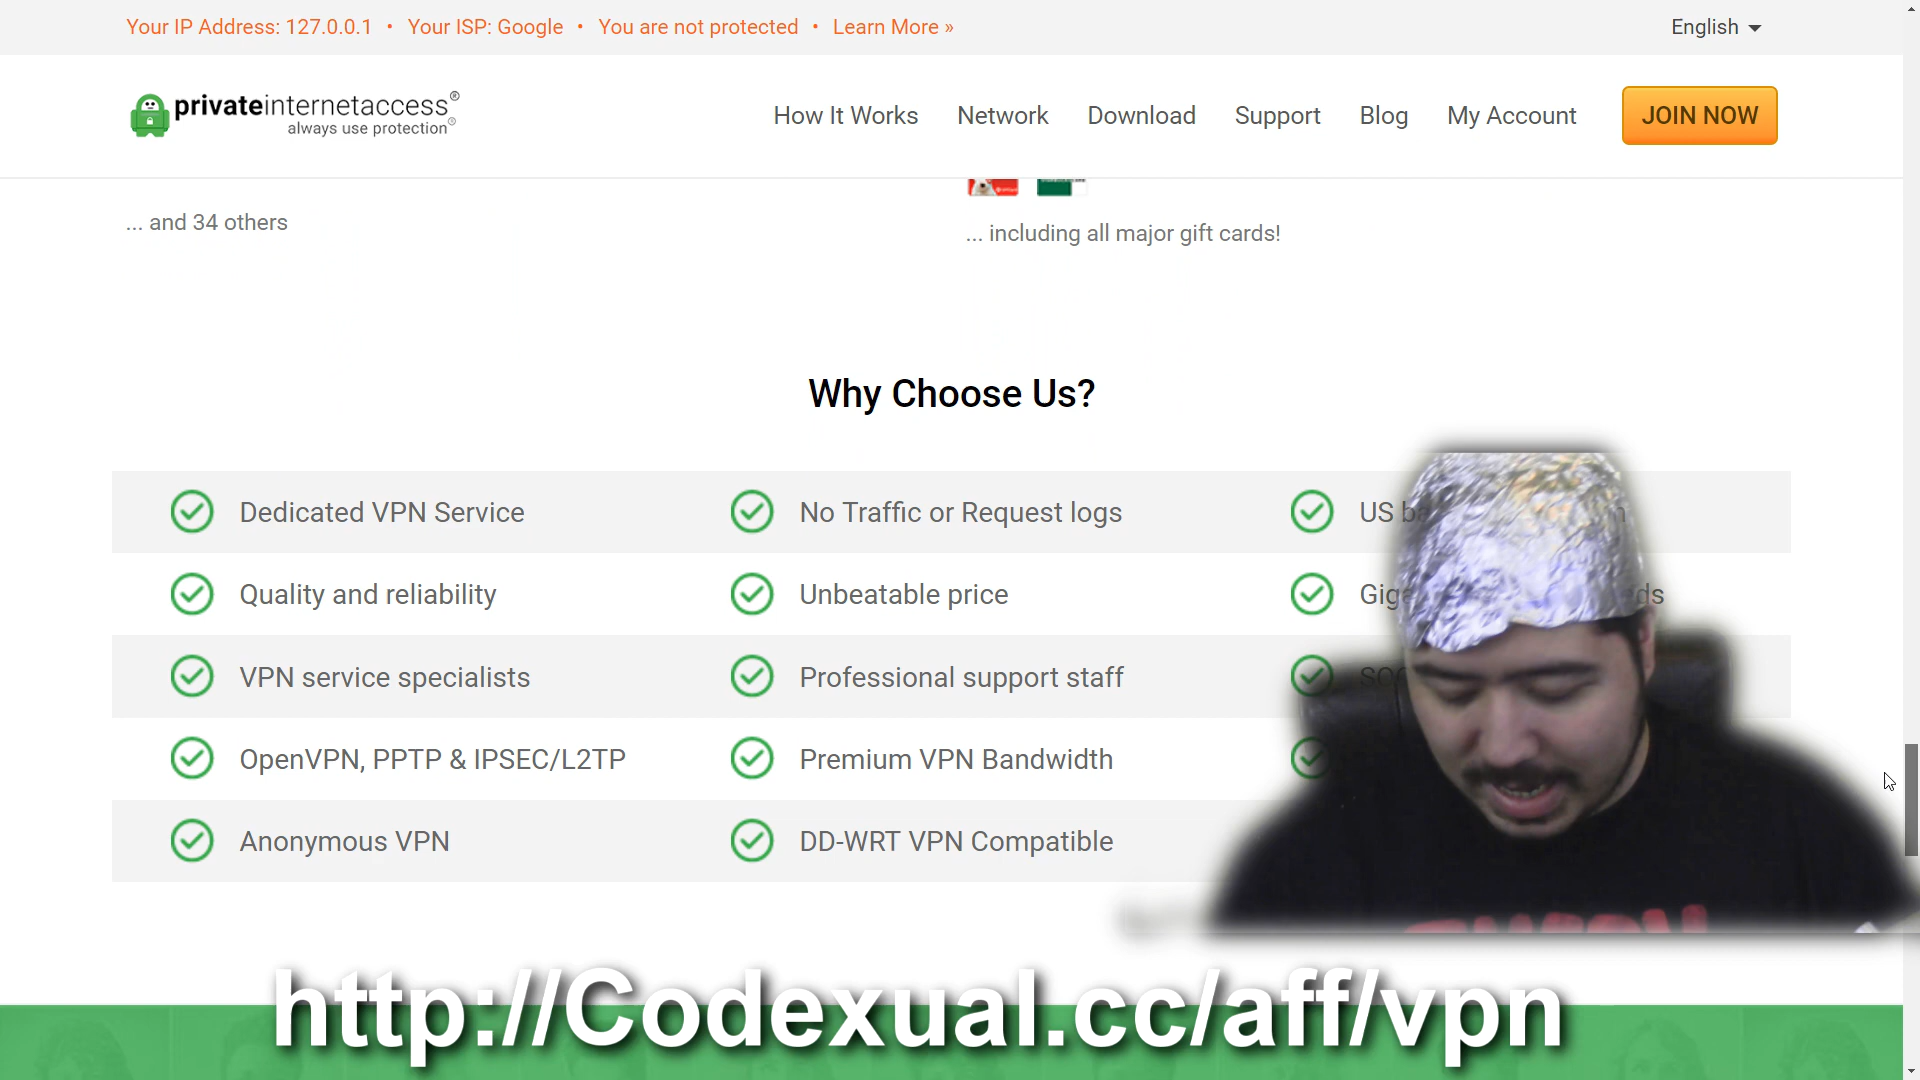 Your IP Address: 127.0.0.1 • Your ISP: Google • You are not protected • Learn More »
English
privateinternetaccess®
always use protection®
How It Works Network Download Support Blog My Account JOIN NOW
... and 34 others
... including all major gift cards!
Why Choose Us?
Dedicated VPN Service
No Traffic or Request logs
US
Quality and reliability
Unbeatable price
VPN service specialists
Professional support staff
OpenVPN, PPTP & IPSEC/L2TP
Premium VPN Bandwidth
Anonymous VPN
DD-WRT VPN Compatible
http://Codexual.cc/aff/vpn